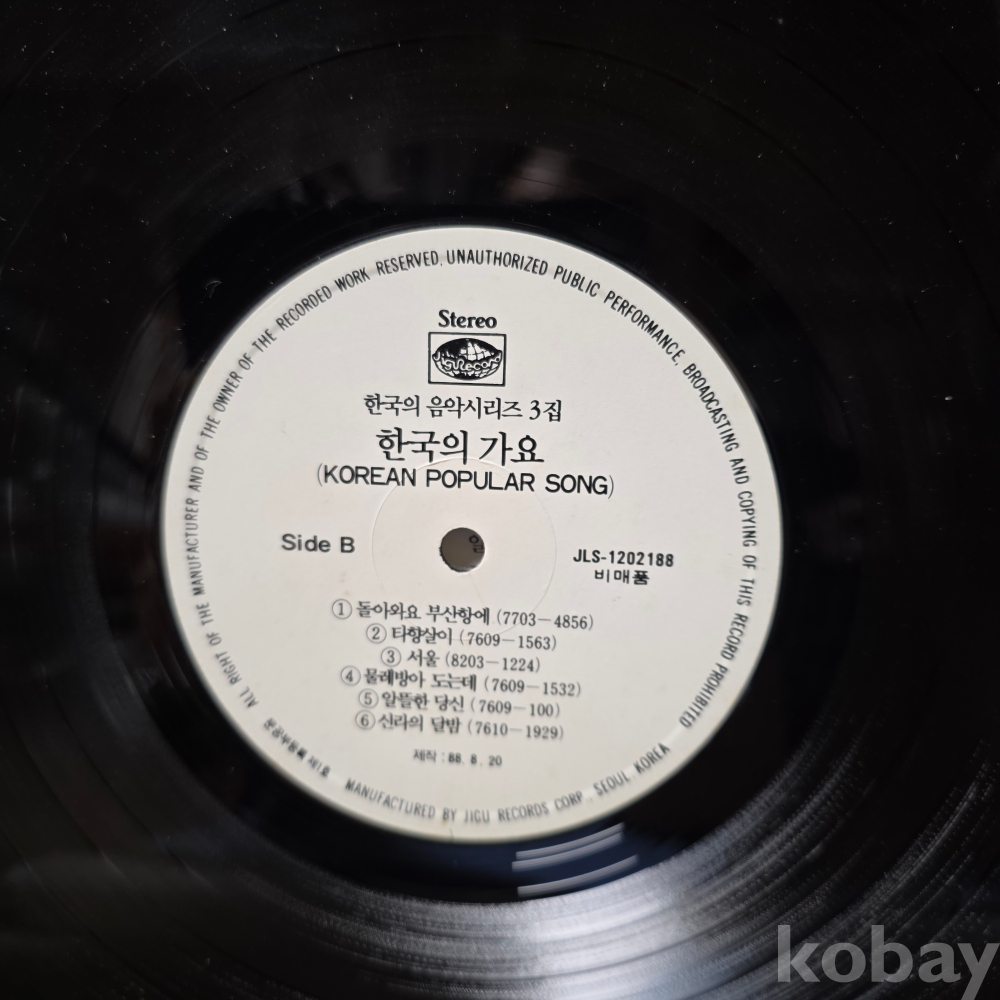 ALL RIGHT OF THE MANUFACTURER AND OF THE OWNER OF THE RECORDED WORK RESERVED. UNAUTHORIZED PUBLIC PERFORMANCE, BROADCASTING AND COPYING OF THIS RECORD PROHIBITED
Stereo
JIGU Record
한국의 음악시리즈 3집
한국의 가요
(KOREAN POPULAR SONG)
Side B
JLS-1202188
비매품
① 돌아와요 부산항에 (7703-4856)
② 타향살이 (7609-1563)
③ 서울 (8203-1224)
④ 물레방아 도는데 (7609-1532)
⑤ 알뜰한 당신 (7609-100)
⑥ 신라의 달밤 (7610-1929)
제작 : 88. 8. 20
MANUFACTURED BY JIGU RECORDS CORP., SEOUL, KOREA
kobay